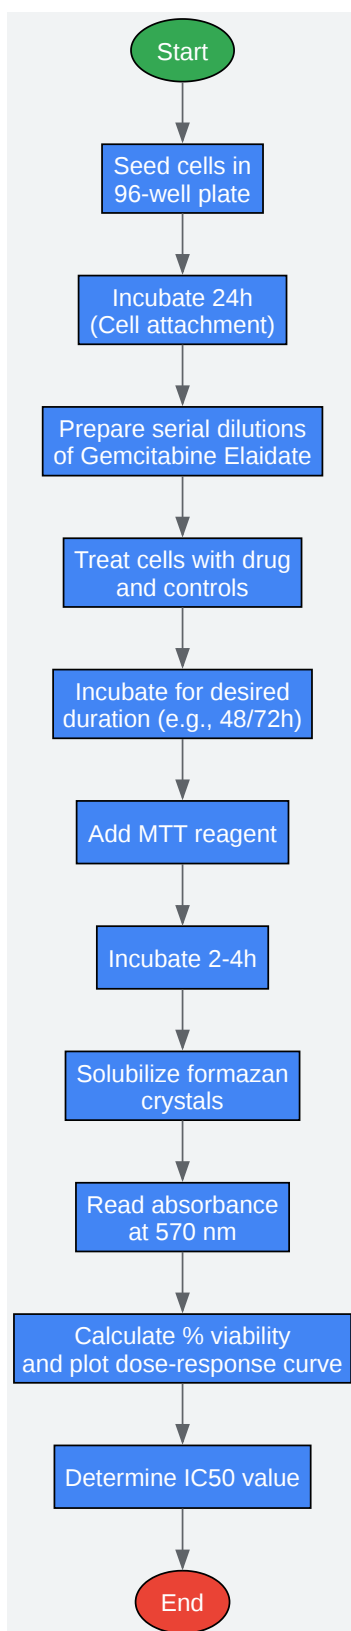 Start
Seed cells in
96-well plate
Incubate 24h
(Cell attachment)
Prepare serial dilutions
of Gemcitabine Elaidate
Treat cells with drug
and controls
Incubate for desired
duration (e.g., 48/72h)
Add MTT reagent
Incubate 2-4h
Solubilize formazan
crystals
Read absorbance
at 570 nm
Calculate % viability
and plot dose-response curve
Determine IC50 value
End